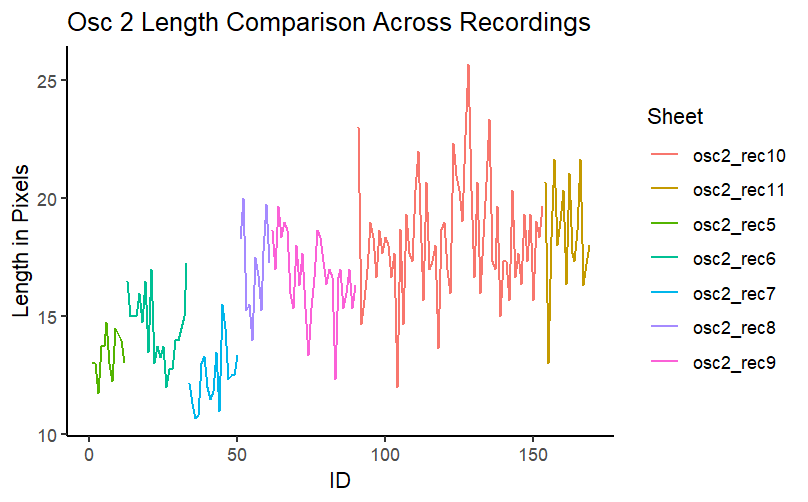 Osc 2 Length Comparison Across Recordings
Length in Pixels
25
20
15
10
0
50
100
150
ID
Sheet
osc2_rec10
osc2_rec11
osc2_rec5
osc2_rec6
osc2_rec7
osc2_rec8
osc2_rec9